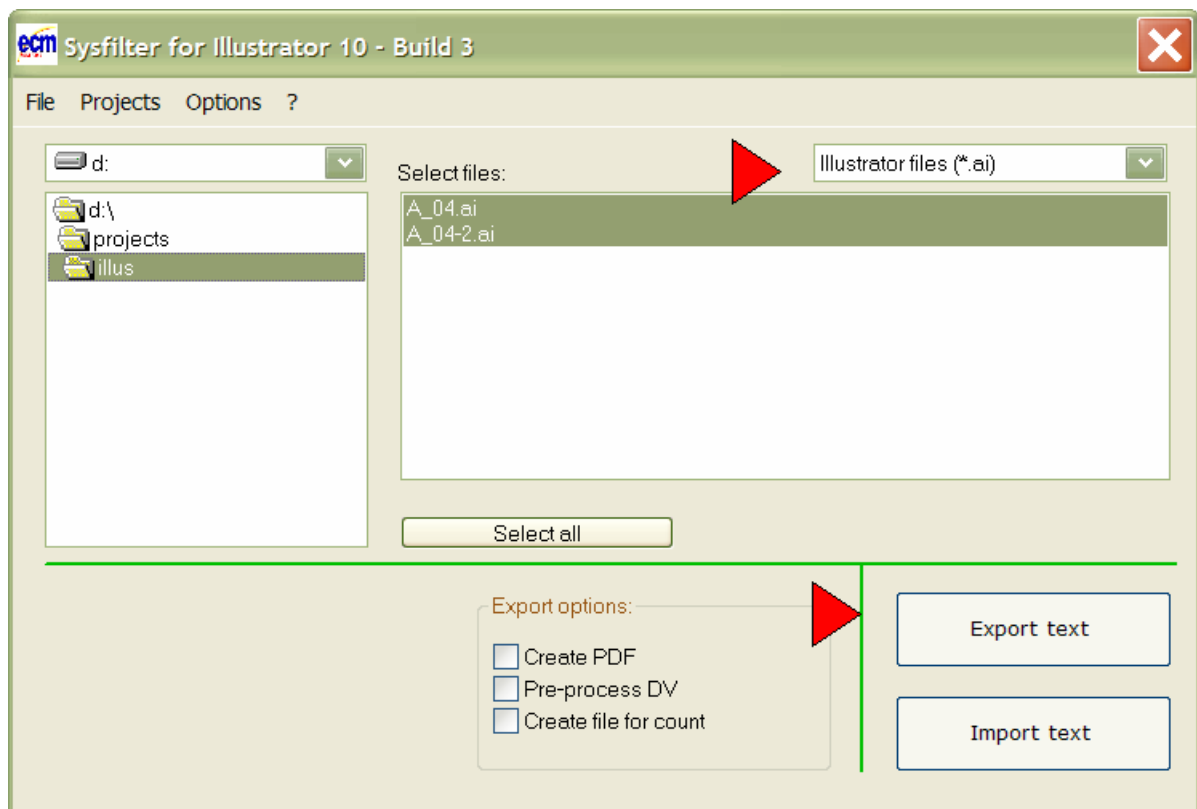 ecm Sysfilter for Illustrator 10 - Build 3
File Projects Options ?
d:
Select files:
Illustrator files (*.ai)
d:\
projects
illus
A_04.ai
A_04-2.ai
Select all
Export options:
Create PDF
Pre-process DV
Create file for count
Export text
Import text